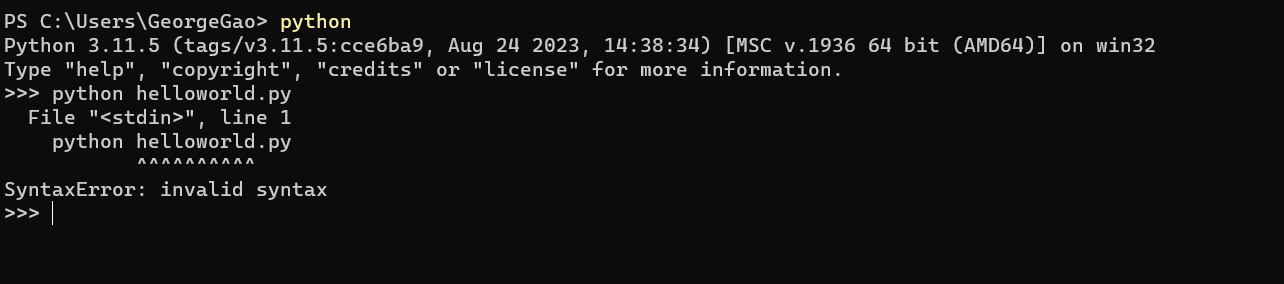 PS C:\Users\GeorgeGao> python
Python 3.11.5 (tags/v3.11.5:cce6ba9, Aug 24 2023, 14:38:34) [MSC v.1936 64 bit (AMD64)] on win32
Type "help", "copyright", "credits" or "license" for more information.
>>> python helloworld.py
  File "<stdin>", line 1
    python helloworld.py
           ^^^^^^^^^^
SyntaxError: invalid syntax
>>>